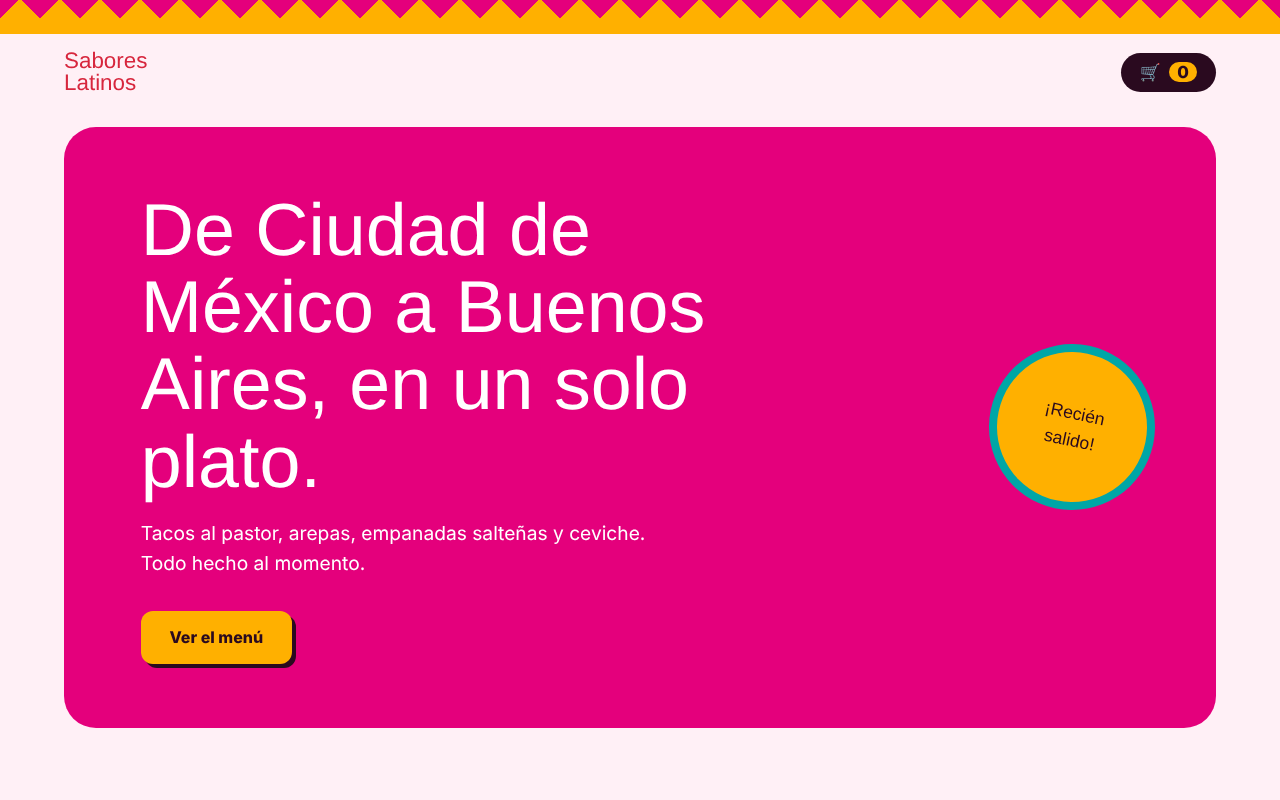 Sabores
Latinos
0
De Ciudad de
México a Buenos
Aires, en un solo
plato.
¡Recién
salido!
Tacos al pastor, arepas, empanadas salteñas y ceviche.
Todo hecho al momento.
Ver el menú